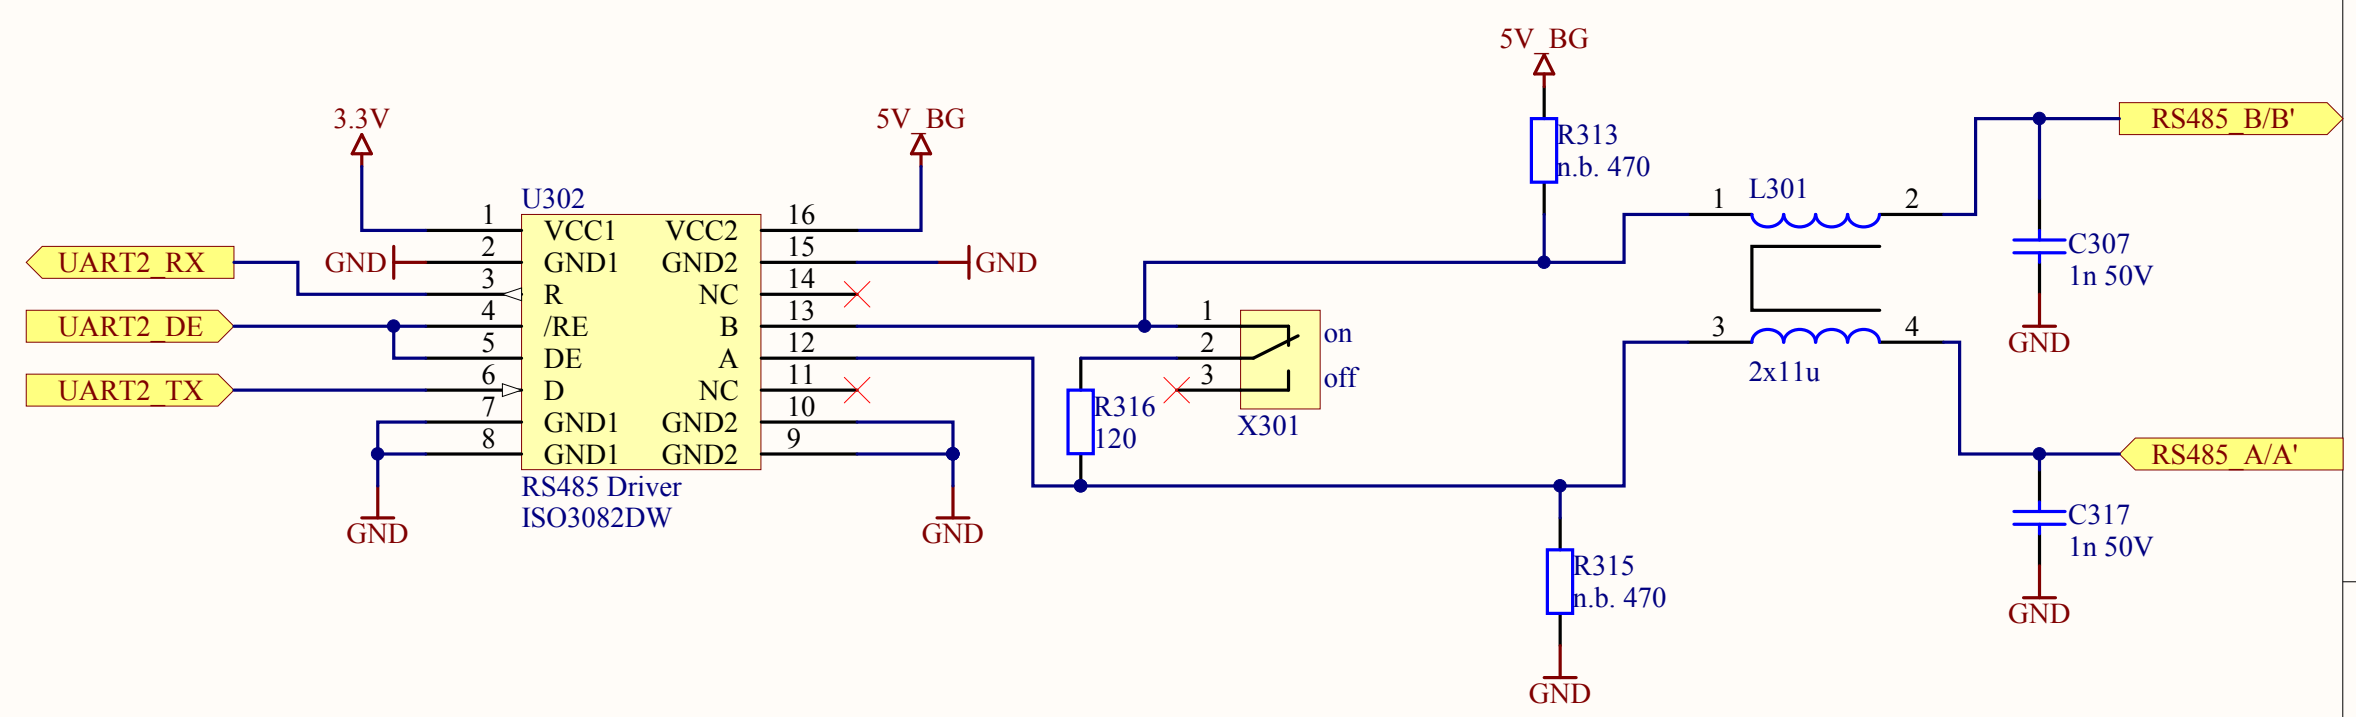 5V_BG
R313
n.b. 470
3.3V
5V_BG
RS485_B/B'
U302
1
VCC1
VCC2
16
2
GND
GND1
GND2
15
GND
UART2_RX
3
R
NC
14
UART2_DE
4
/RE
B
13
5
DE
A
12
UART2_TX
6
D
NC
11
7
GND1
GND2
10
8
GND1
GND2
9
RS485 Driver
ISO3082DW
GND
GND
1
on
2
3
off
X301
R316
120
1
L301
2
3
4
2x11u
C307
1n 50V
GND
RS485_A/A'
C317
1n 50V
GND
R315
n.b. 470
GND